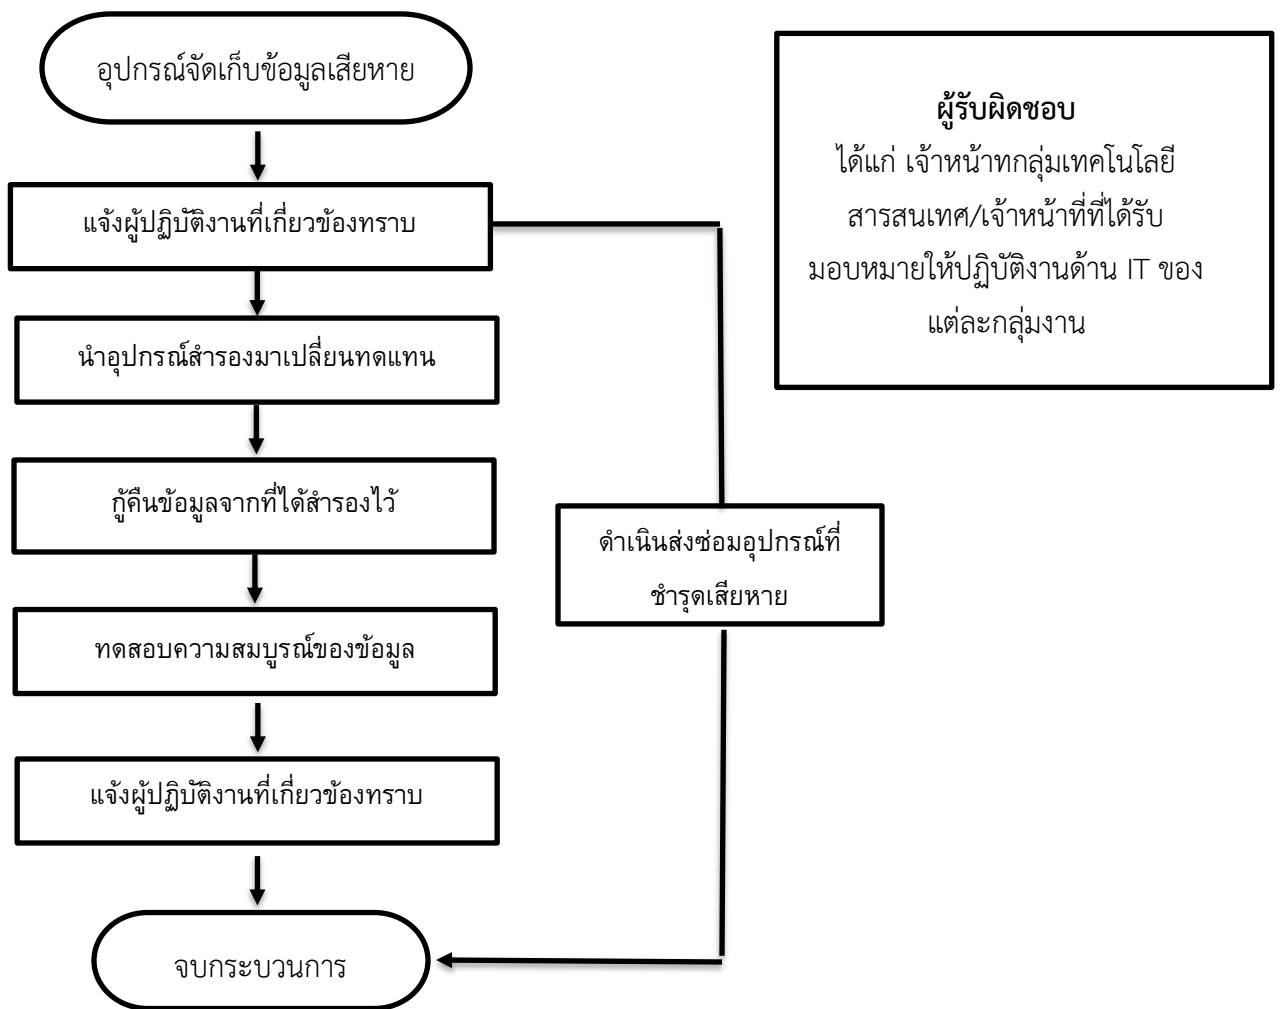 อุปกรณ์จัดเก็บข้อมูลเสียหาย
แจ้งผู้ปฏิบัติงานที่เกี่ยวข้องทราบ
นำอุปกรณ์สำรองมาเปลี่ยนทดแทน
กู้คืนข้อมูลจากที่ได้สำรองไว้
ทดสอบความสมบูรณ์ของข้อมูล
แจ้งผู้ปฏิบัติงานที่เกี่ยวข้องทราบ
จบกระบวนการ
ดำเนินส่งซ่อมอุปกรณ์ที่
ชำรุดเสียหาย
ผู้รับผิดชอบ
ได้แก่ เจ้าหน้าทกลุ่มเทคโนโลยี
สารสนเทศ/เจ้าหน้าที่ที่ได้รับ
มอบหมายให้ปฏิบัติงานด้าน IT ของ
แต่ละกลุ่มงาน